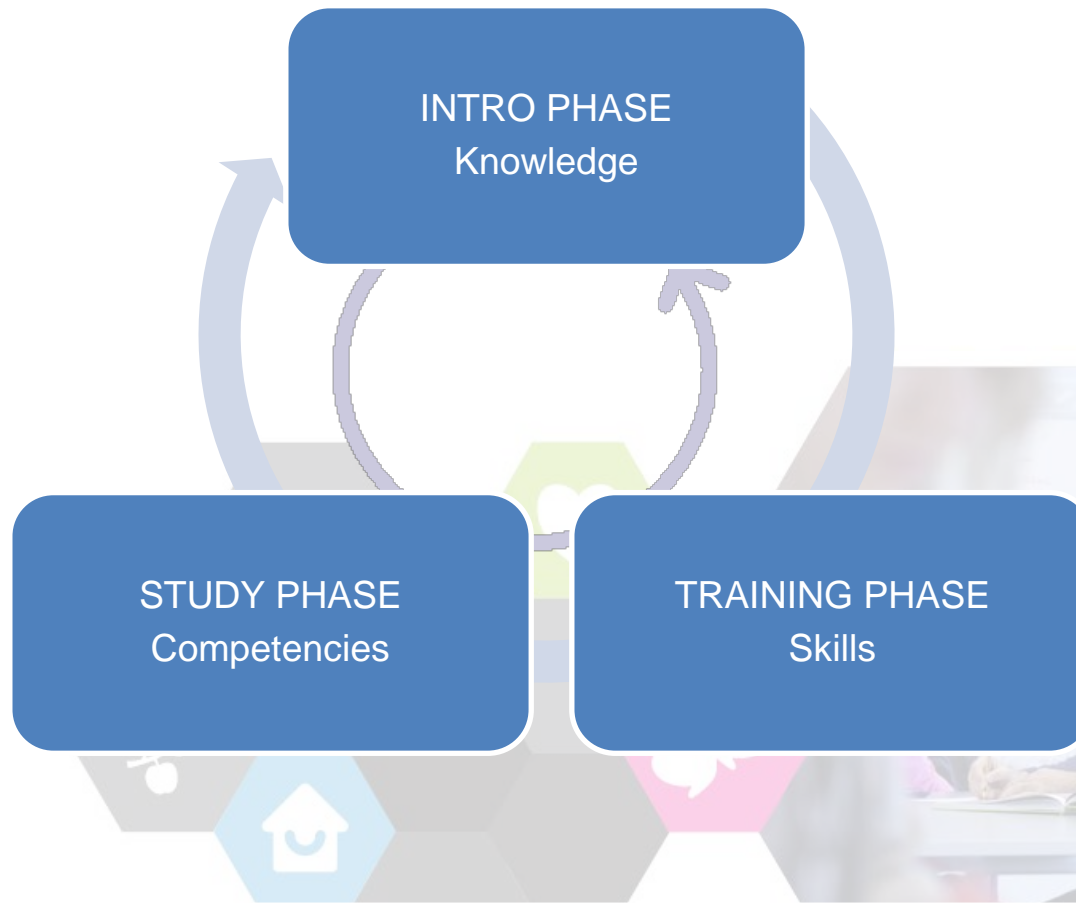 INTRO PHASE
Knowledge
STUDY PHASE
Competencies
TRAINING PHASE
Skills